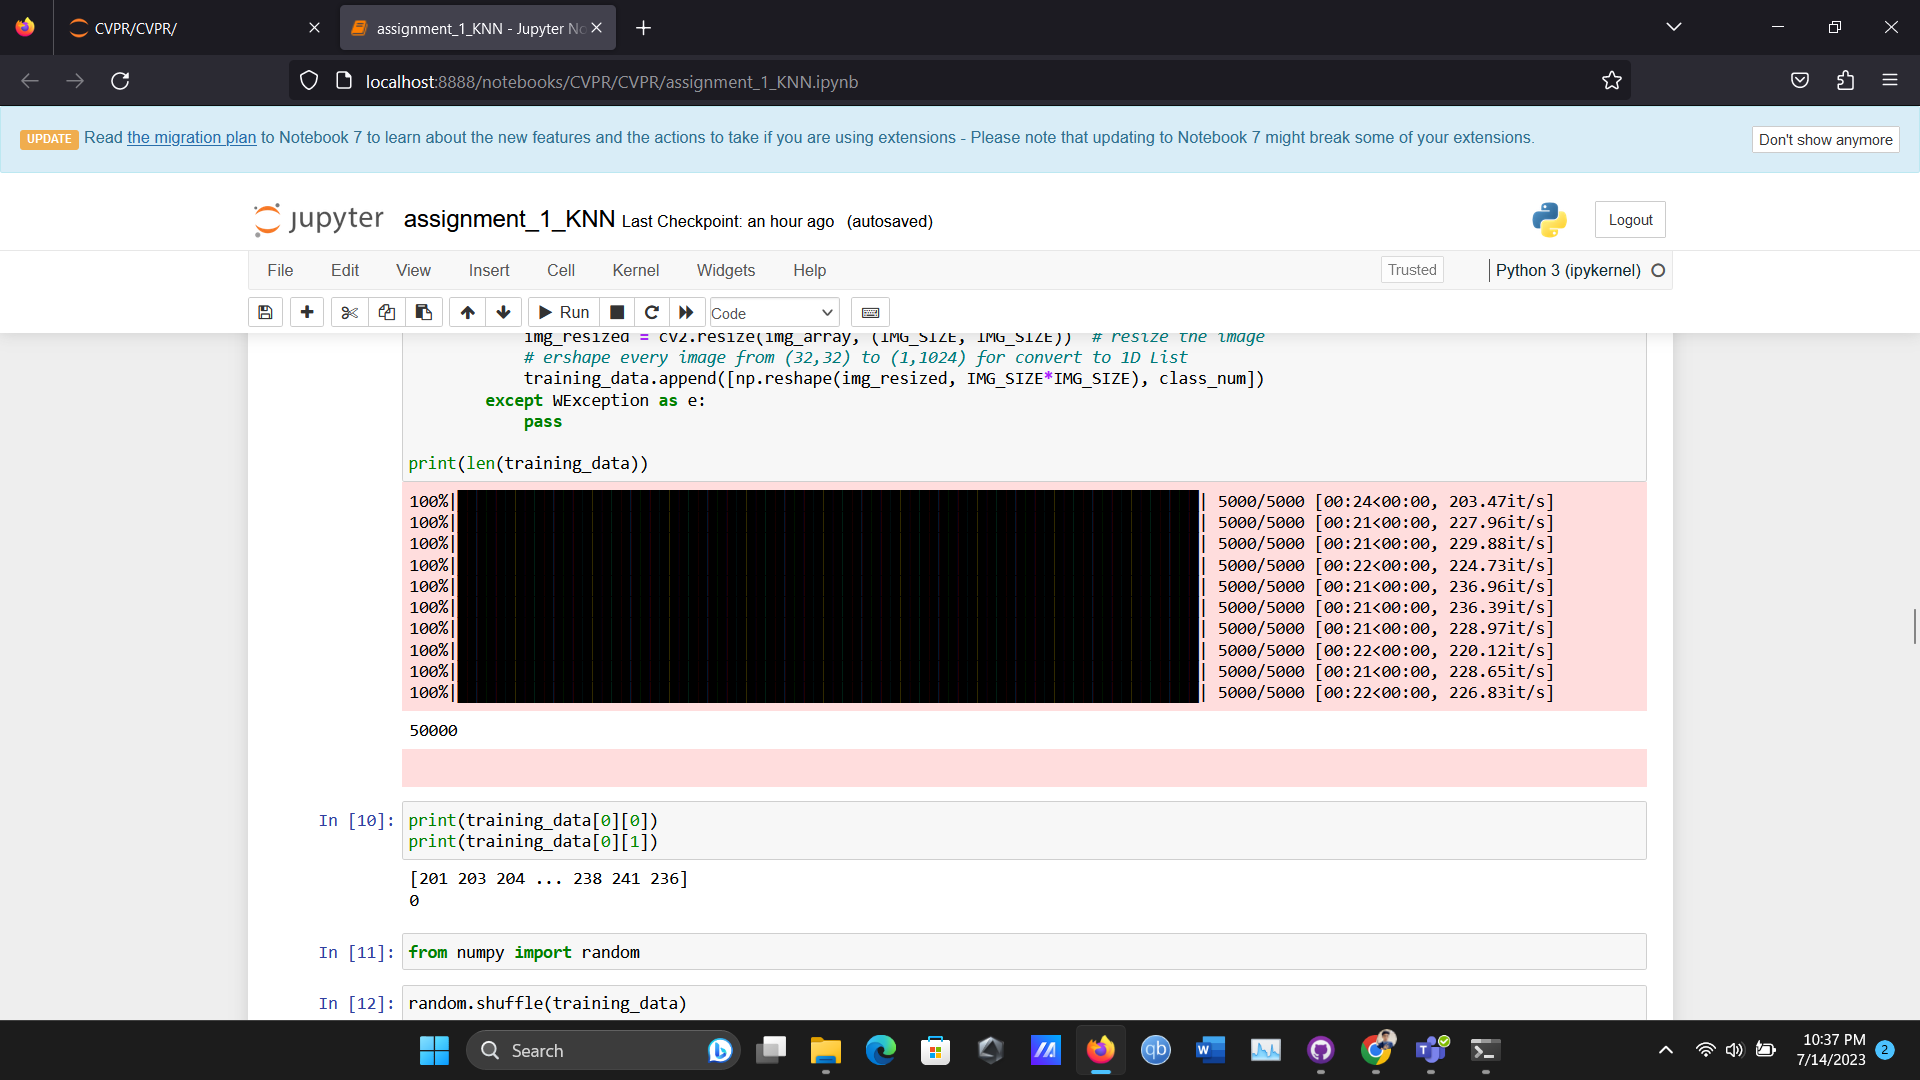 CVPR/CVPR/
assignment_1_KNN - Jupyter No
localhost:8888/notebooks/CVPR/CVPR/assignment_1_KNN.ipynb
UPDATE Read the migration plan to Notebook 7 to learn about the new features and the actions to take if you are using extensions - Please note that updating to Notebook 7 might break some of your extensions.
Don't show anymore
jupyter assignment_1_KNN Last Checkpoint: an hour ago (autosaved)
Logout
File Edit View Insert Cell Kernel Widgets Help
Trusted
Python 3 (ipykernel)
Run
Code
img_resized = cv2.resize(img_array, (IMG_SIZE, IMG_SIZE))  # resize the image
# ershape every image from (32,32) to (1,1024) for convert to 1D List
training_data.append([np.reshape(img_resized, IMG_SIZE*IMG_SIZE), class_num])
except WException as e:
pass
print(len(training_data))
100%| | 5000/5000 [00:24<00:00, 203.47it/s]
100%| | 5000/5000 [00:21<00:00, 227.96it/s]
100%| | 5000/5000 [00:21<00:00, 229.88it/s]
100%| | 5000/5000 [00:22<00:00, 224.73it/s]
100%| | 5000/5000 [00:21<00:00, 236.96it/s]
100%| | 5000/5000 [00:21<00:00, 236.39it/s]
100%| | 5000/5000 [00:21<00:00, 228.97it/s]
100%| | 5000/5000 [00:22<00:00, 220.12it/s]
100%| | 5000/5000 [00:21<00:00, 228.65it/s]
100%| | 5000/5000 [00:22<00:00, 226.83it/s]
50000
In [10]: print(training_data[0][0])
print(training_data[0][1])
[201 203 204 ... 238 241 236]
0
In [11]: from numpy import random
In [12]: random.shuffle(training_data)
Search
qb
W
10:37 PM
7/14/2023
2